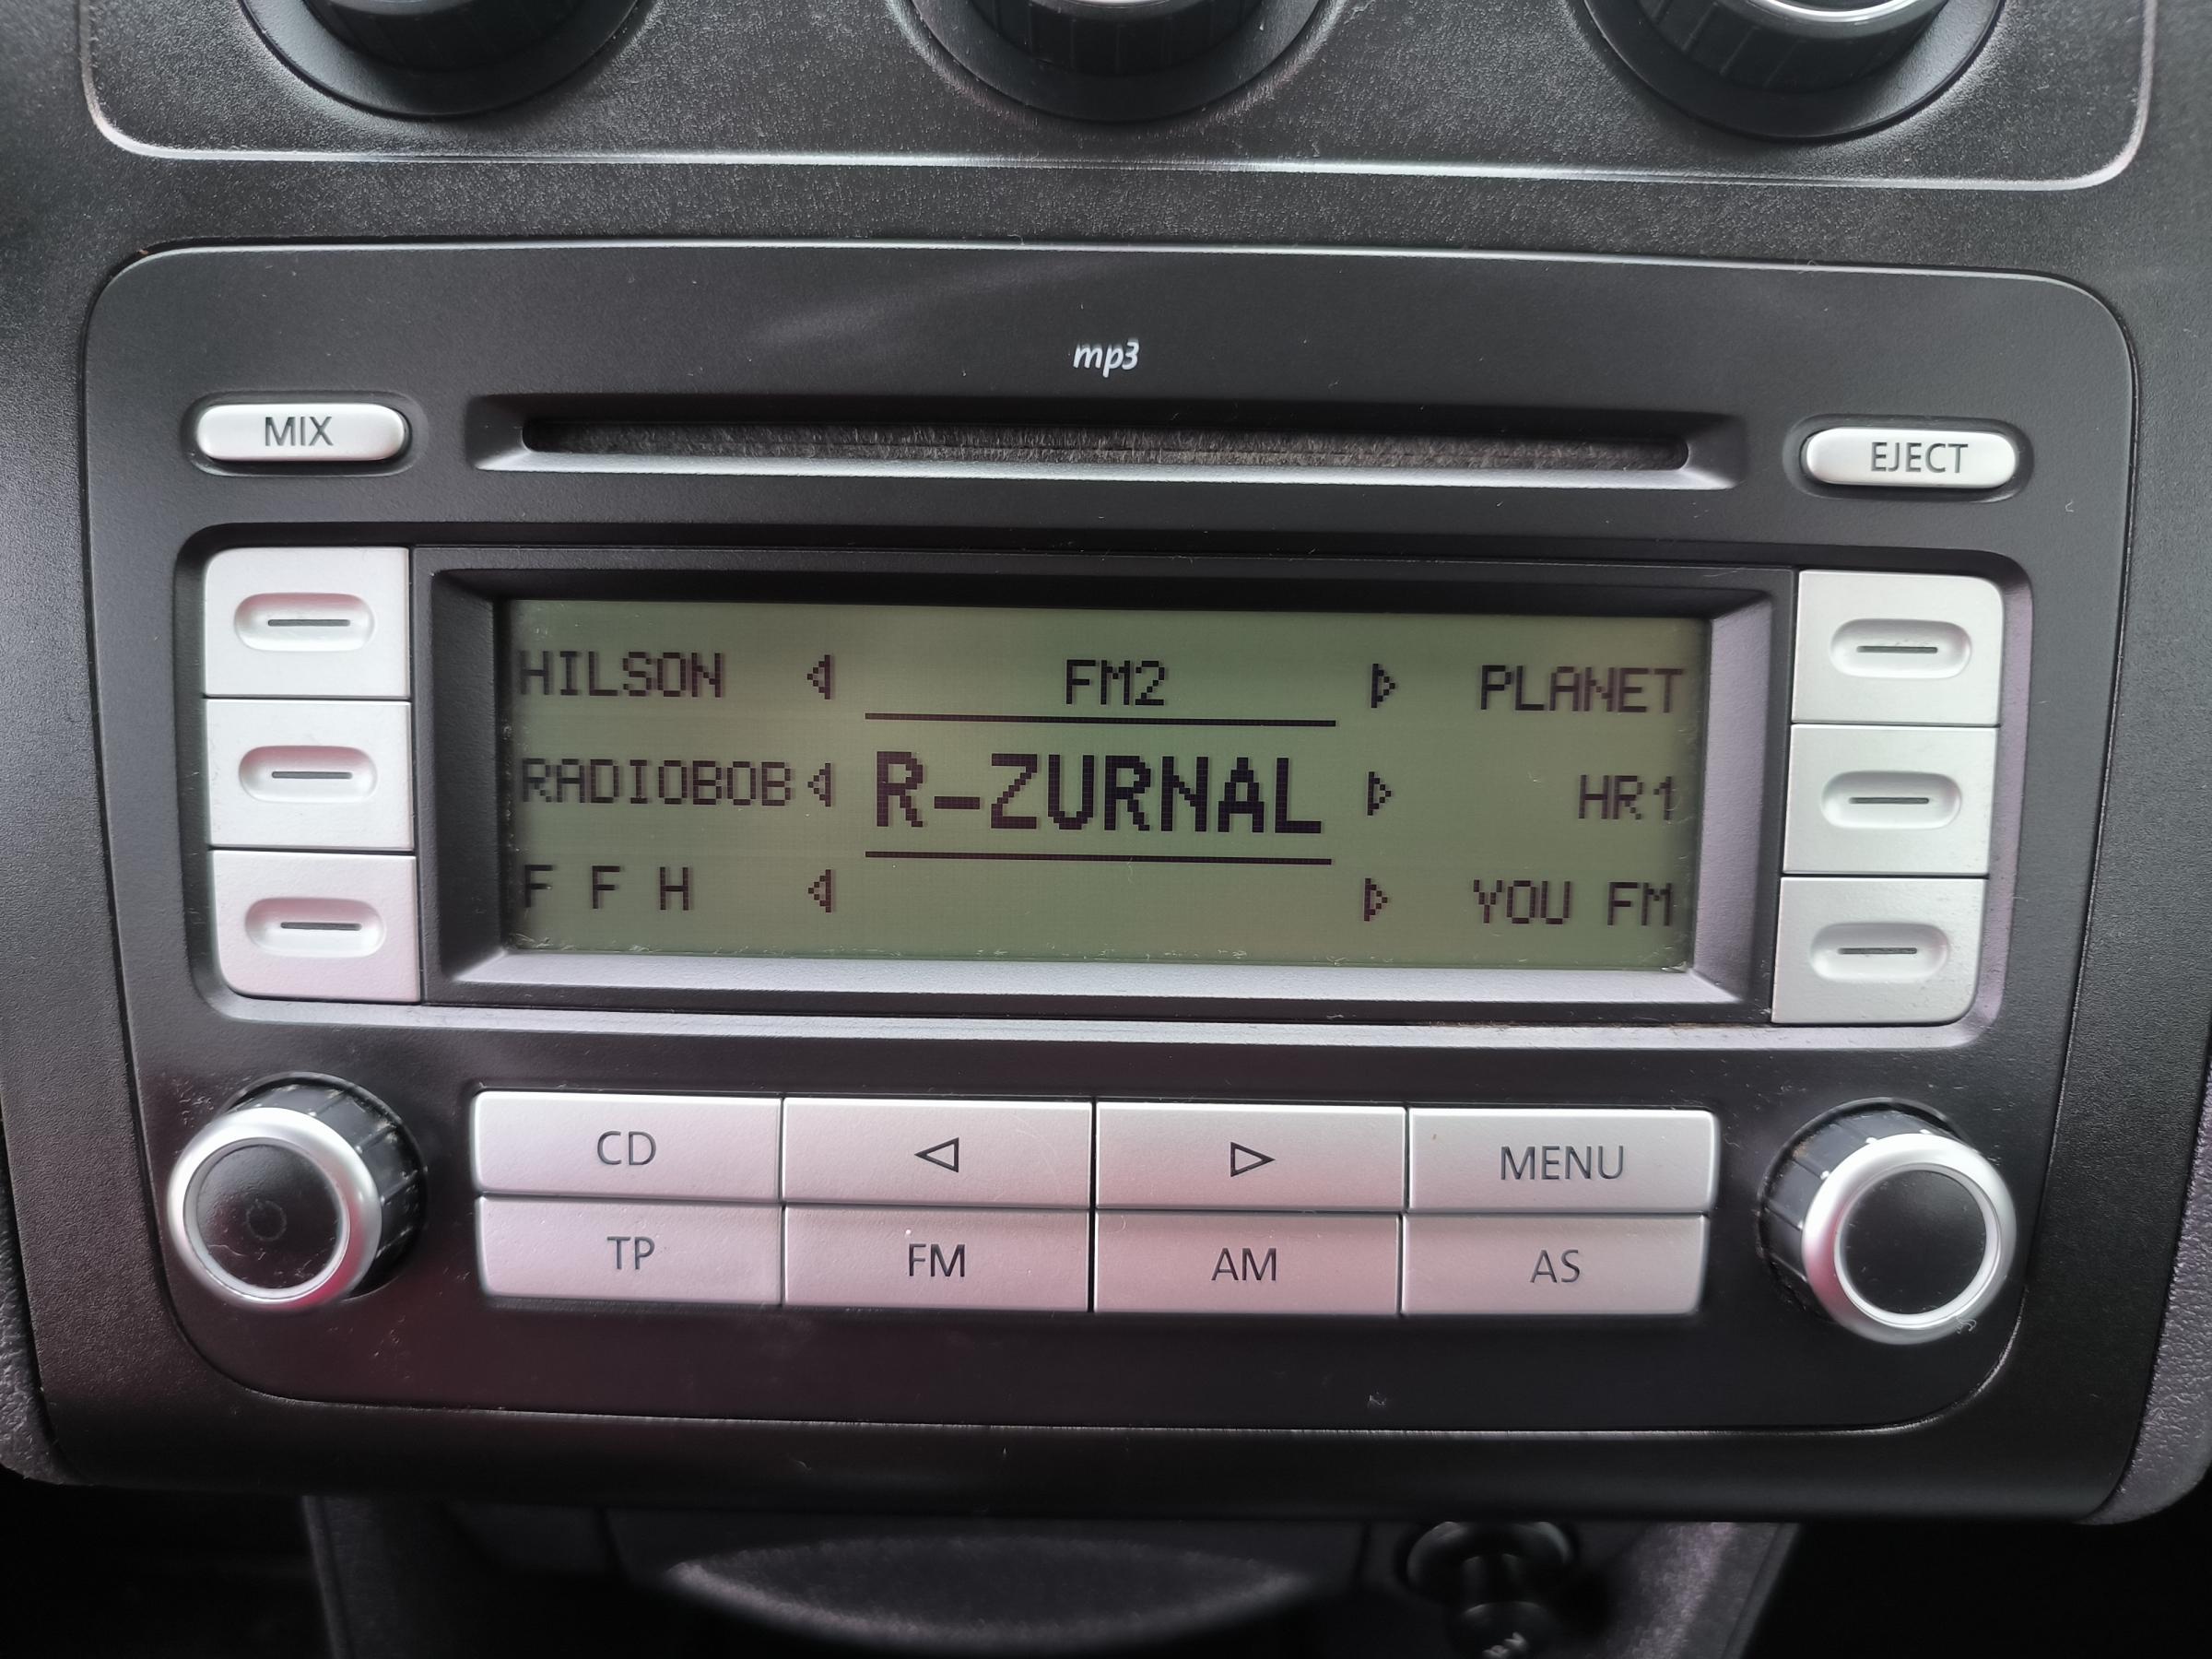 mp3
MIX
EJECT
HILSON FM2 PLANET
RADIOBOB R-ZURNAL HR1
F F H YOU FM
CD MENU
TP FM AM AS